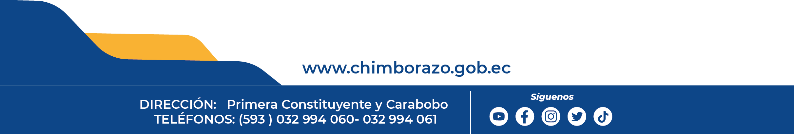 www.chimborazo.gob.ec
Síguenos
DIRECCIÓN: Primera Constituyente y Carabobo
TELÉFONOS: (593 ) 032 994 060- 032 994 061